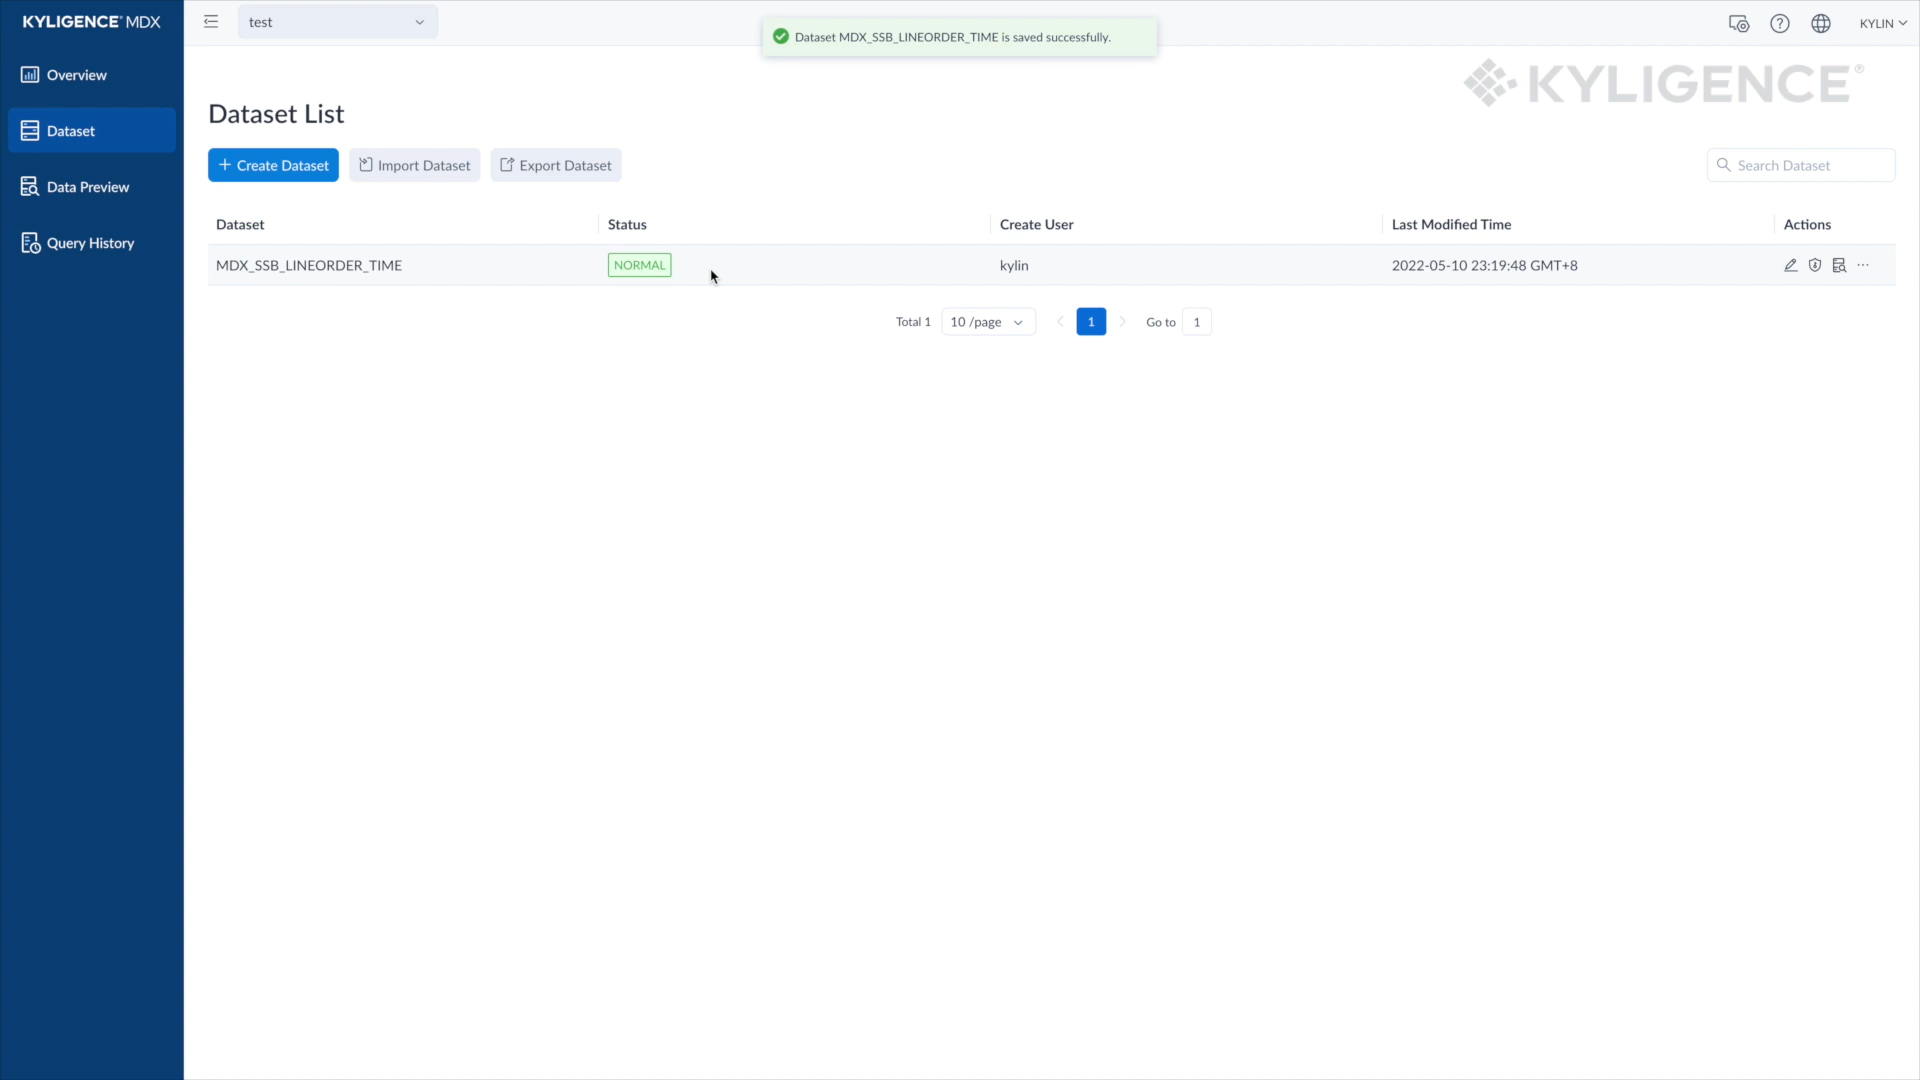 KYLIGENCE® MDX
test
Dataset MDX_SSB_LINEORDER_TIME is saved successfully.
KYLIN
Overview
KYLIGENCE®
Dataset List
Dataset
+ Create Dataset
Import Dataset
Export Dataset
Search Dataset
Data Preview
Dataset
Status
Create User
Last Modified Time
Actions
Query History
MDX_SSB_LINEORDER_TIME
NORMAL
kylin
2022-05-10 23:19:48 GMT+8
Total 1
10 /page
1
Go to
1